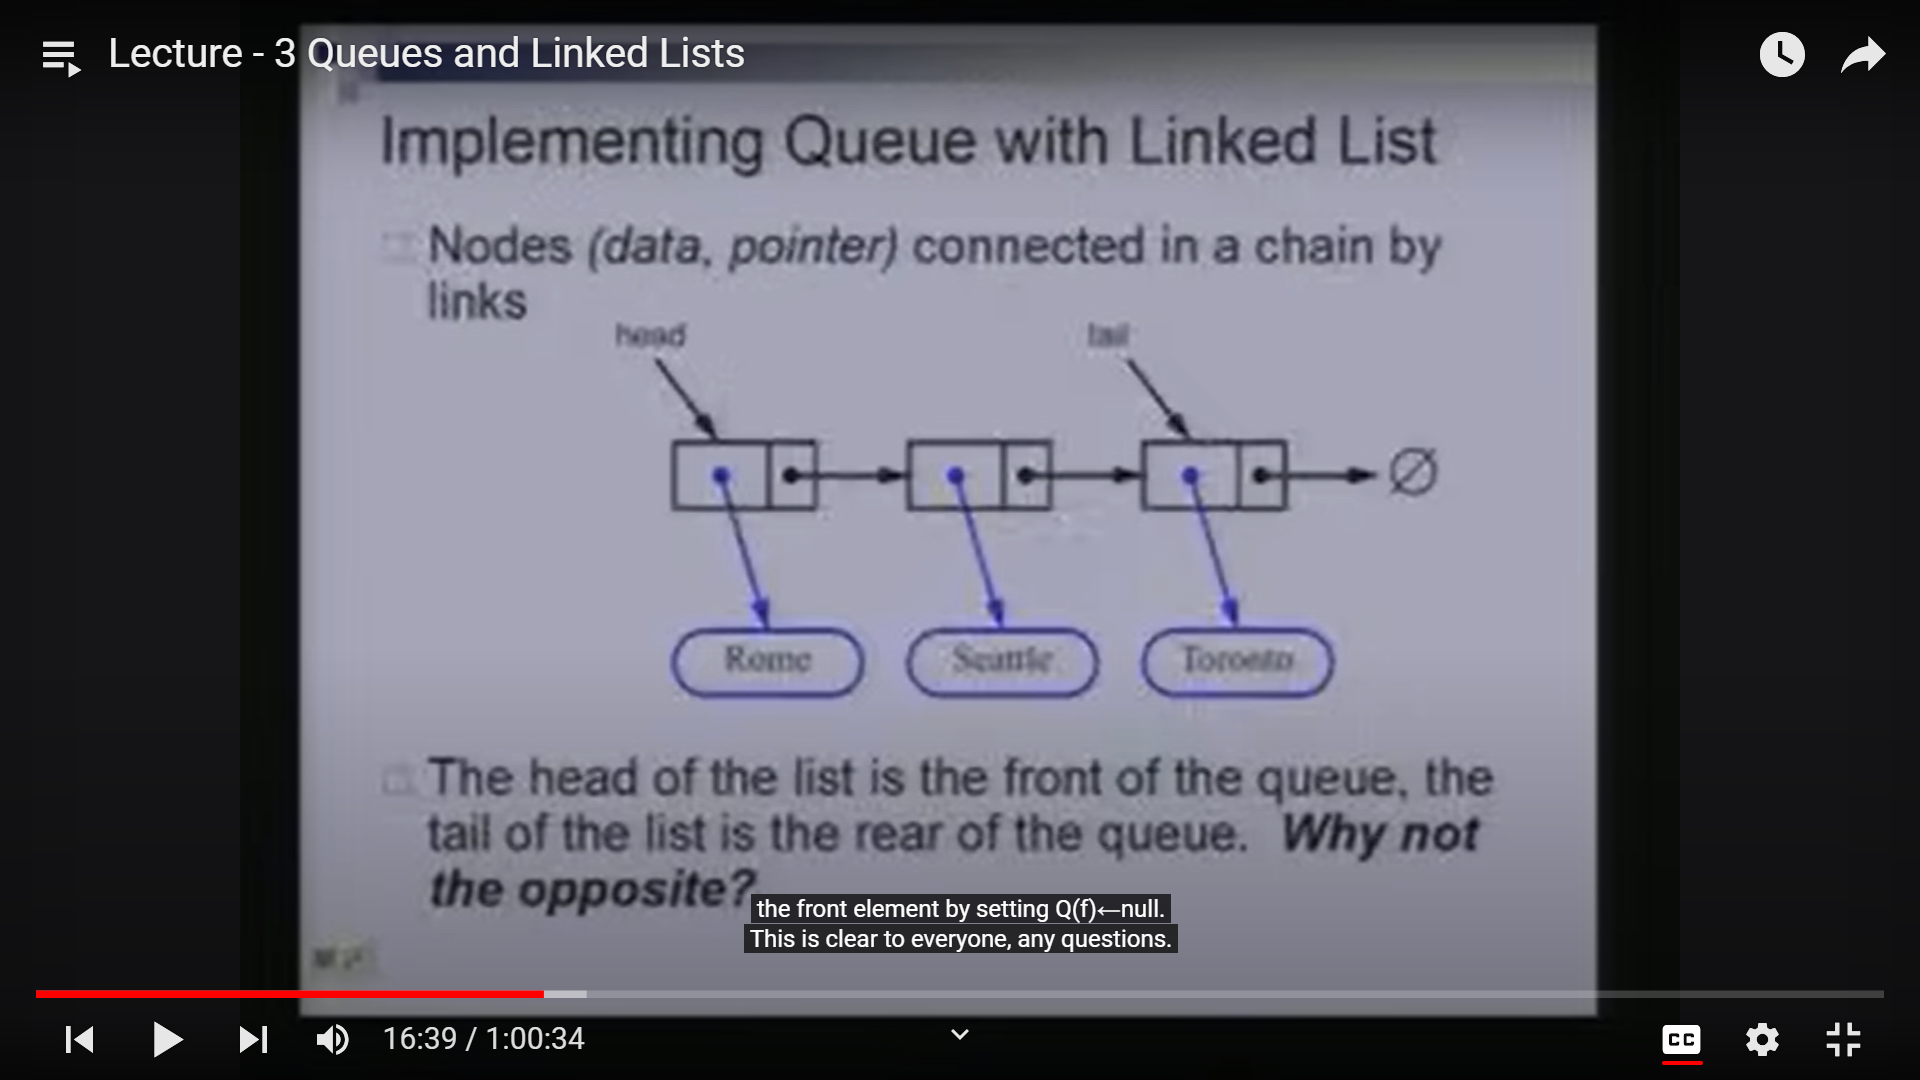 Lecture - 3 Queues and Linked Lists
Implementing Queue with Linked List
Nodes (data, pointer) connected in a chain by
links
head
tail
∅
Rome
Seattle
Toronto
The head of the list is the front of the queue, the
tail of the list is the rear of the queue. Why not
the opposite?
the front element by setting Q(f)←null.
This is clear to everyone, any questions.
16:39 / 1:00:34
CC